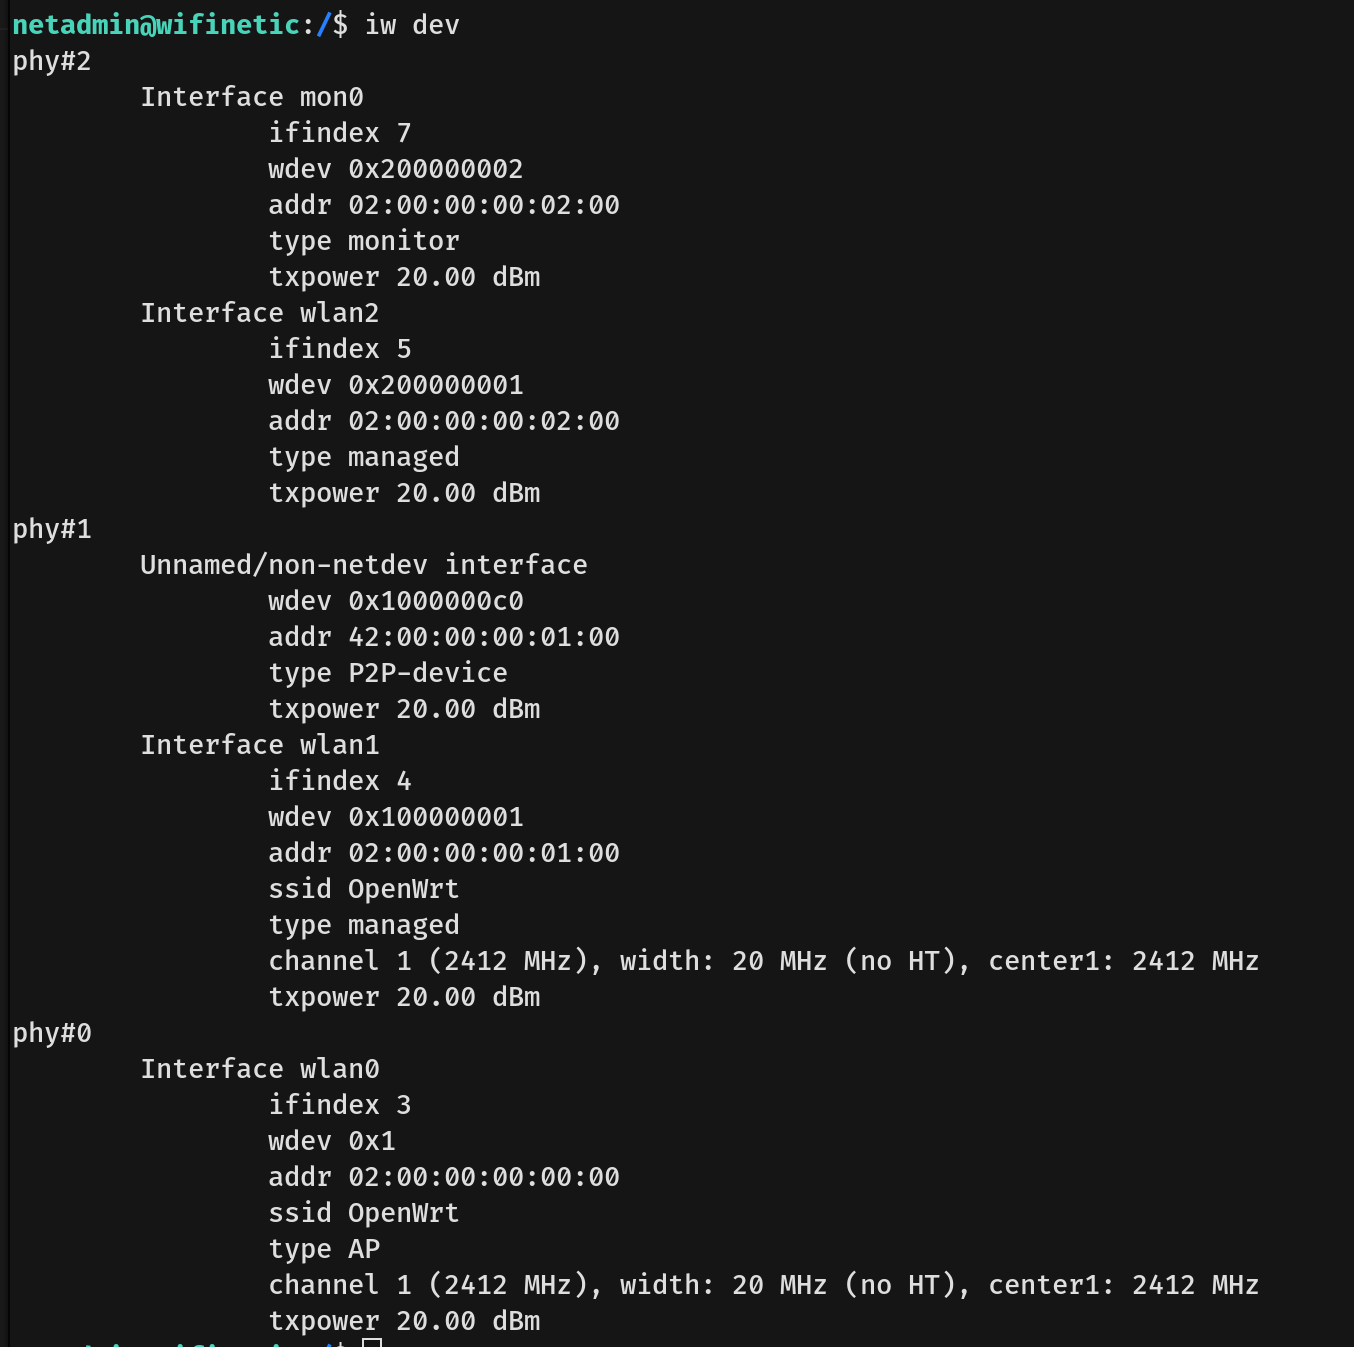 netadmin@wifinetic:/$ iw dev
phy#2
Interface mon0
ifindex 7
wdev 0x200000002
addr 02:00:00:00:02:00
type monitor
txpower 20.00 dBm
Interface wlan2
ifindex 5
wdev 0x200000001
addr 02:00:00:00:02:00
type managed
txpower 20.00 dBm
phy#1
Unnamed/non-netdev interface
wdev 0x1000000c0
addr 42:00:00:00:01:00
type P2P-device
txpower 20.00 dBm
Interface wlan1
ifindex 4
wdev 0x100000001
addr 02:00:00:00:01:00
ssid OpenWrt
type managed
channel 1 (2412 MHz), width: 20 MHz (no HT), center1: 2412 MHz
txpower 20.00 dBm
phy#0
Interface wlan0
ifindex 3
wdev 0x1
addr 02:00:00:00:00:00
ssid OpenWrt
type AP
channel 1 (2412 MHz), width: 20 MHz (no HT), center1: 2412 MHz
txpower 20.00 dBm